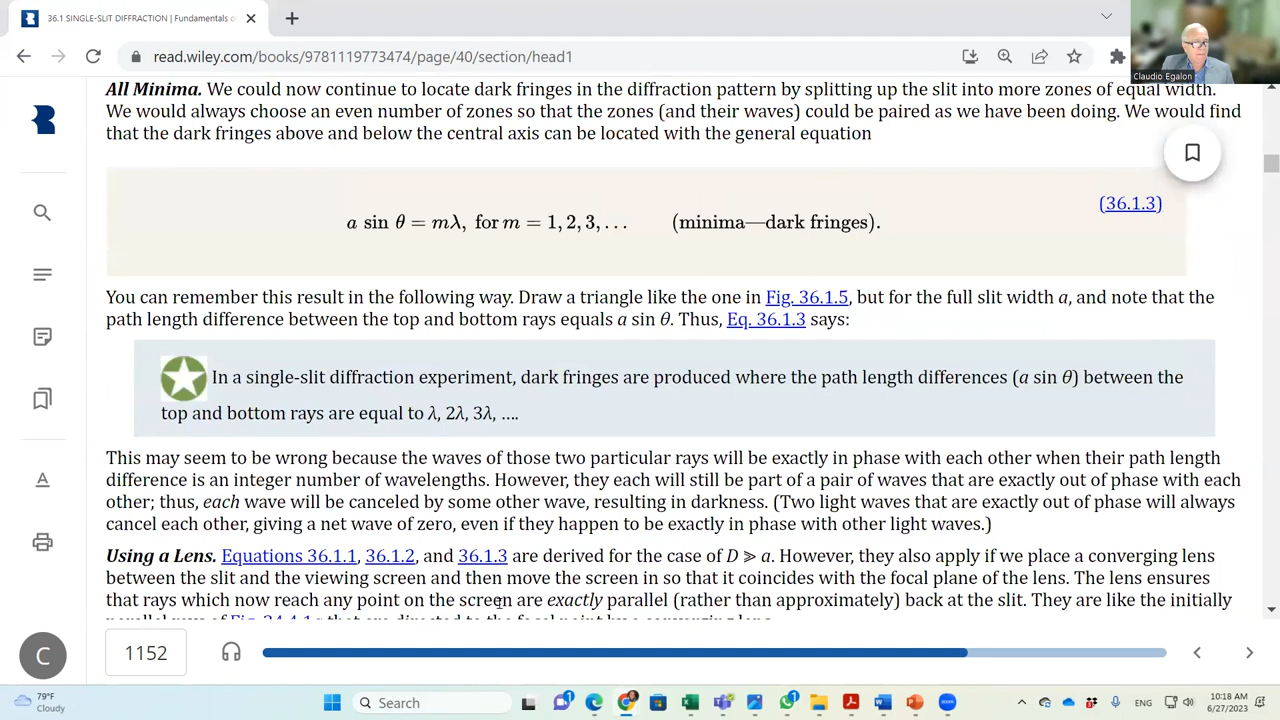 36.1 SINGLE-SLIT DIFFRACTION | Fundamentals o
read.wiley.com/books/9781119773474/page/40/section/head1
Claudio Egalon
All Minima. We could now continue to locate dark fringes in the diffraction pattern by splitting up the slit into more zones of equal width.
We would always choose an even number of zones so that the zones (and their waves) could be paired as we have been doing. We would find
that the dark fringes above and below the central axis can be located with the general equation
(36.1.3)
a sin θ = mλ, for m = 1, 2, 3, . . . (minima—dark fringes).
You can remember this result in the following way. Draw a triangle like the one in Fig. 36.1.5, but for the full slit width a, and note that the
path length difference between the top and bottom rays equals a sin θ. Thus, Eq. 36.1.3 says:
In a single-slit diffraction experiment, dark fringes are produced where the path length differences (a sin θ) between the
top and bottom rays are equal to λ, 2λ, 3λ, ….
This may seem to be wrong because the waves of those two particular rays will be exactly in phase with each other when their path length
difference is an integer number of wavelengths. However, they each will still be part of a pair of waves that are exactly out of phase with each
other; thus, each wave will be canceled by some other wave, resulting in darkness. (Two light waves that are exactly out of phase will always
cancel each other, giving a net wave of zero, even if they happen to be exactly in phase with other light waves.)
Using a Lens. Equations 36.1.1, 36.1.2, and 36.1.3 are derived for the case of D ≫ a. However, they also apply if we place a converging lens
between the slit and the viewing screen and then move the screen in so that it coincides with the focal plane of the lens. The lens ensures
that rays which now reach any point on the screen are exactly parallel (rather than approximately) back at the slit. They are like the initially
C
1152
79°F
Cloudy
Search
1
1
ENG
10:18 AM
6/27/2023